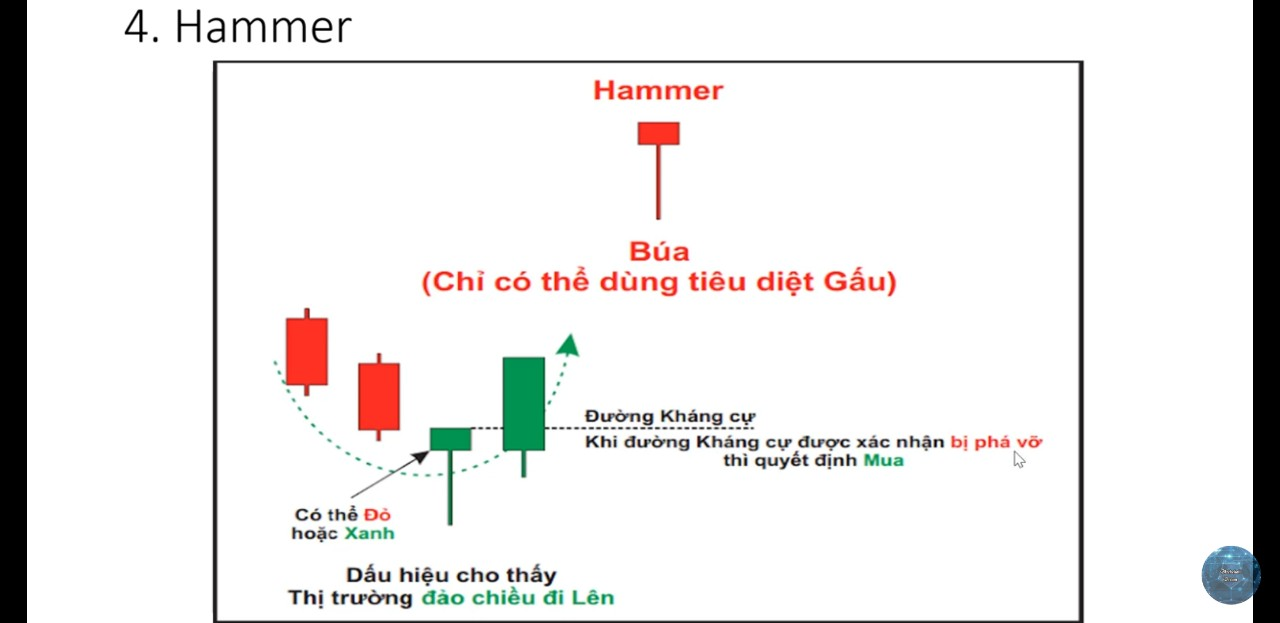 4. Hammer
Hammer
Búa
(Chỉ có thể dùng tiêu diệt Gấu)
Đường Kháng cự
Khi đường Kháng cự được xác nhận bị phá vỡ
thì quyết định Mua
Có thể Đỏ
hoặc Xanh
Dấu hiệu cho thấy
Thị trường đảo chiều đi Lên